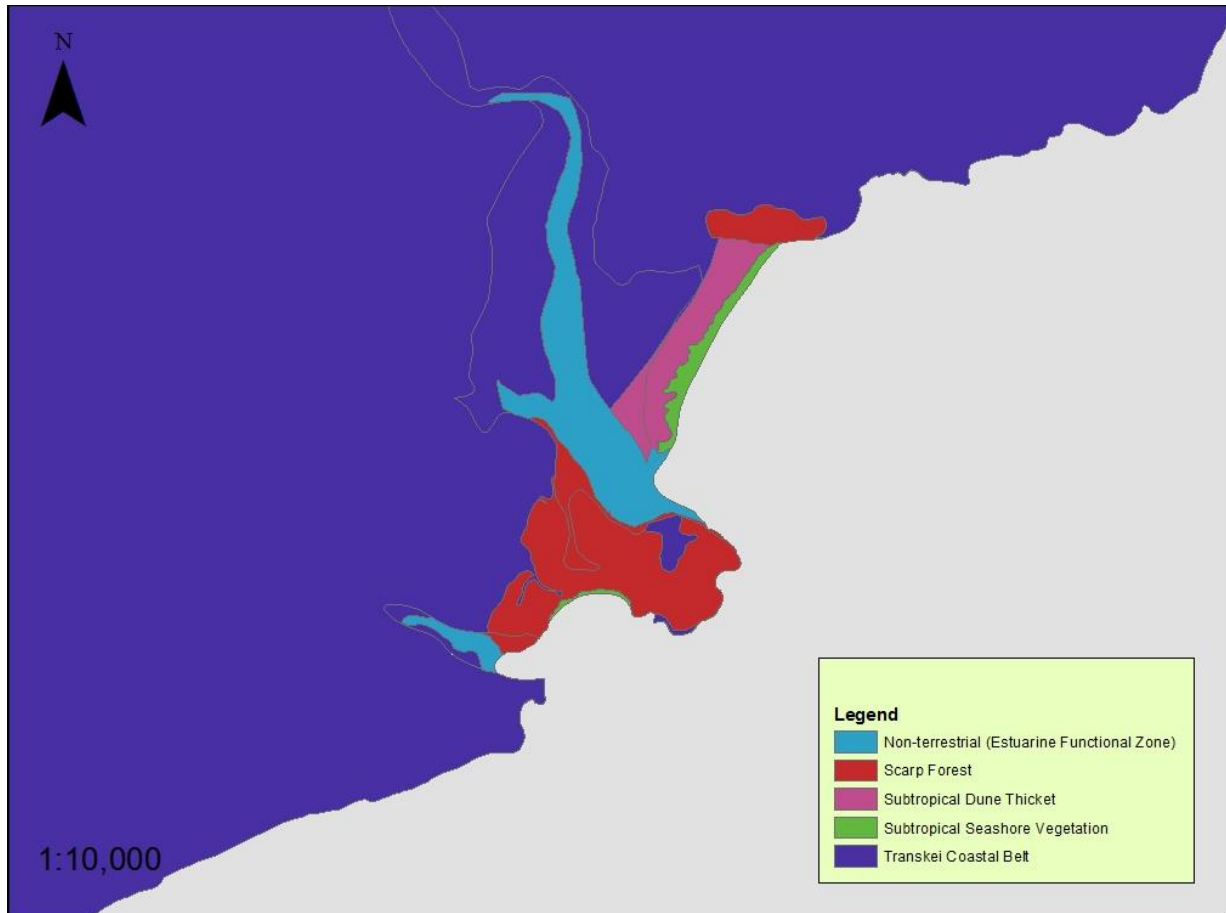 N
Legend
Non-terrestrial (Estuarine Functional Zone)
Scarp Forest
Subtropical Dune Thicket
Subtropical Seashore Vegetation
Transkei Coastal Belt
1:10,000